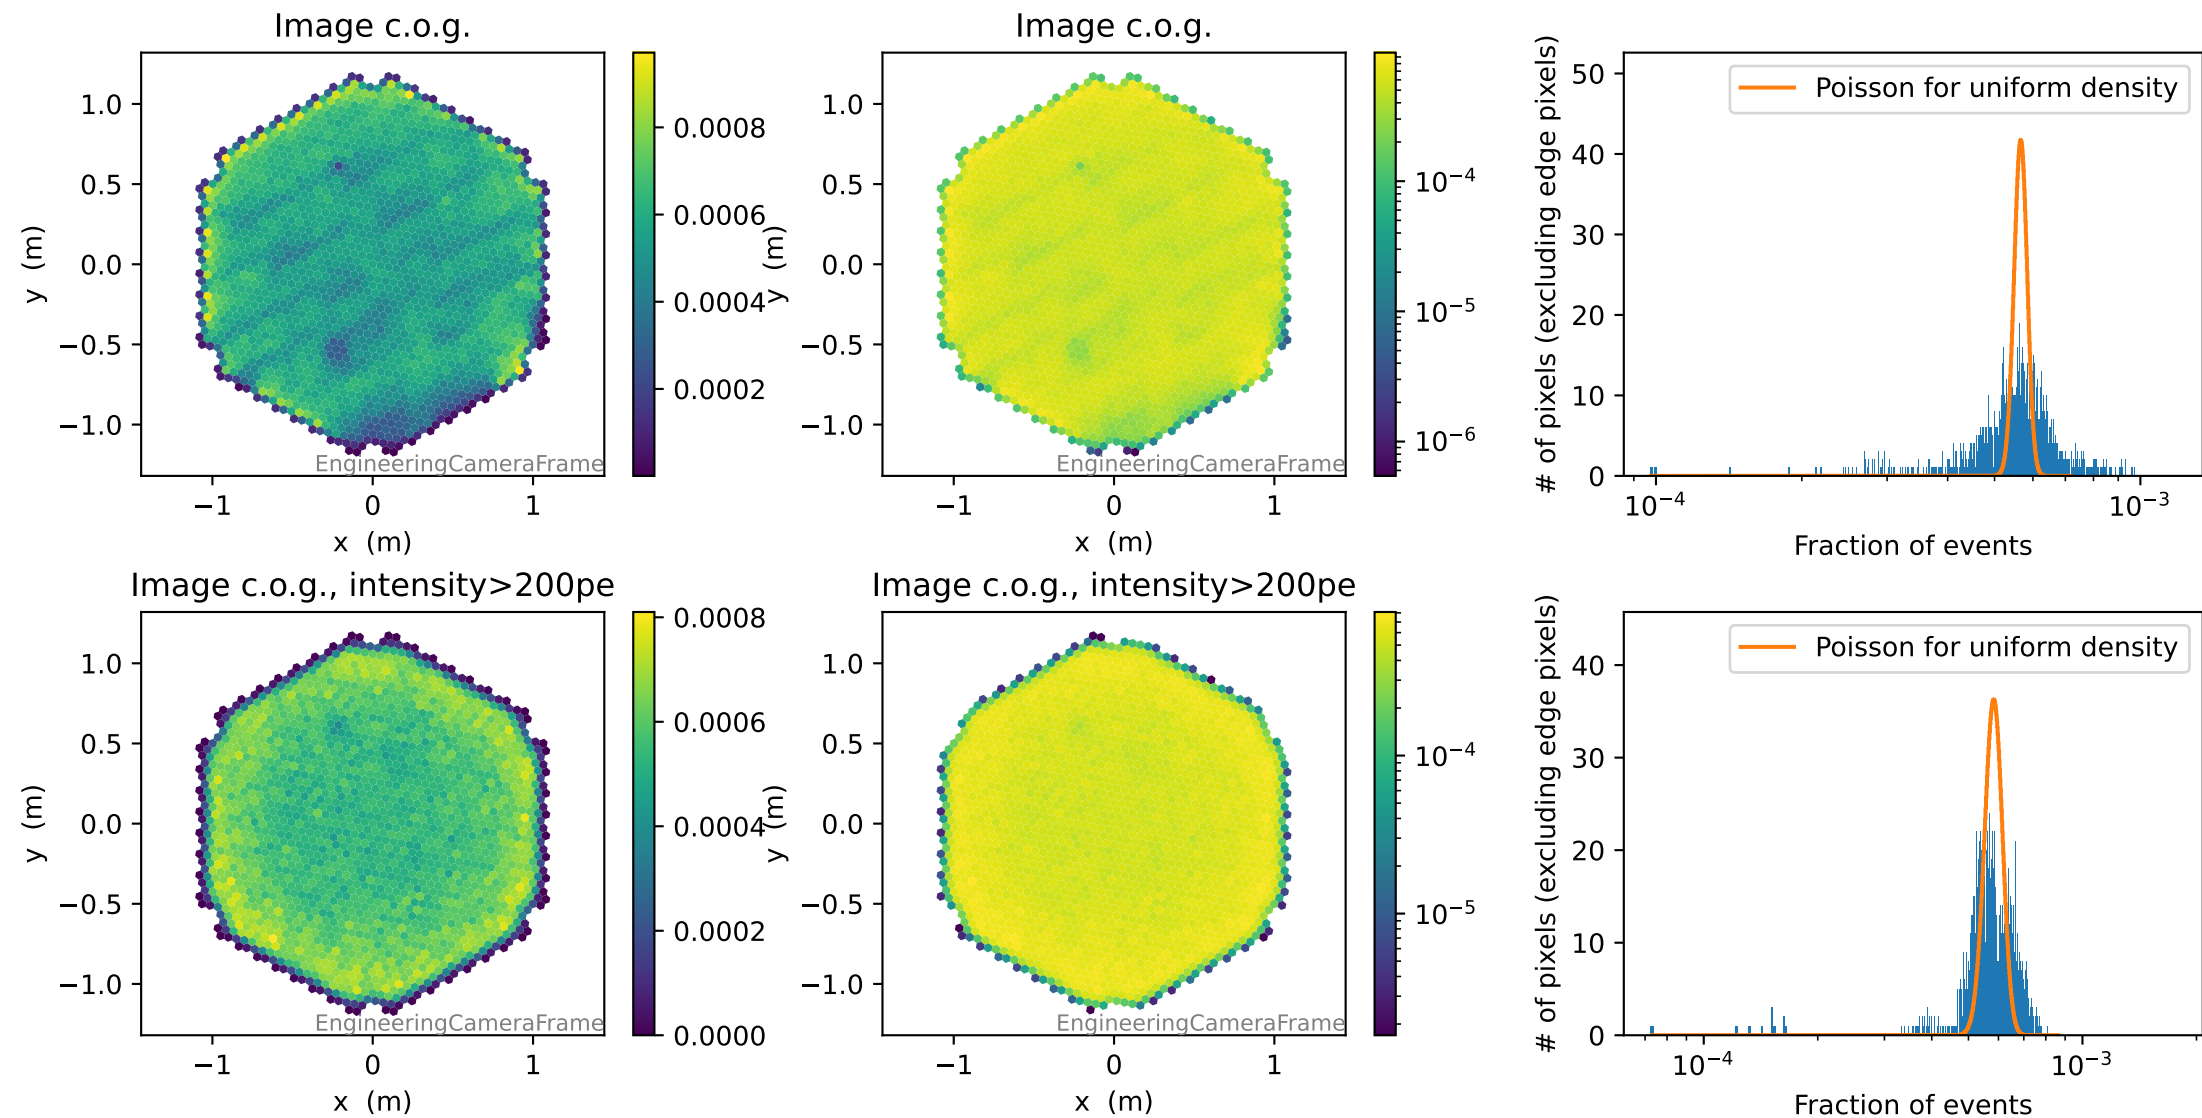 Image c.o.g.
1.0
0.5
0.0
−0.5
−1.0
y (m)
−1
0
1
x (m)
EngineeringCameraFrame
0.0008
0.0006
0.0004
0.0002
Image c.o.g.
1.0
0.5
0.0
−0.5
−1.0
y (m)
−1
0
1
x (m)
EngineeringCameraFrame
10⁻⁴
10⁻⁵
10⁻⁶
Poisson for uniform density
50
40
30
20
10
0
# of pixels (excluding edge pixels)
10⁻⁴
10⁻³
Fraction of events
Image c.o.g., intensity>200pe
1.0
0.5
0.0
−0.5
−1.0
y (m)
−1
0
1
x (m)
EngineeringCameraFrame
0.0008
0.0006
0.0004
0.0002
0.0000
Image c.o.g., intensity>200pe
1.0
0.5
0.0
−0.5
−1.0
y (m)
−1
0
1
x (m)
EngineeringCameraFrame
10⁻⁴
10⁻⁵
Poisson for uniform density
40
30
20
10
0
# of pixels (excluding edge pixels)
10⁻⁴
10⁻³
Fraction of events